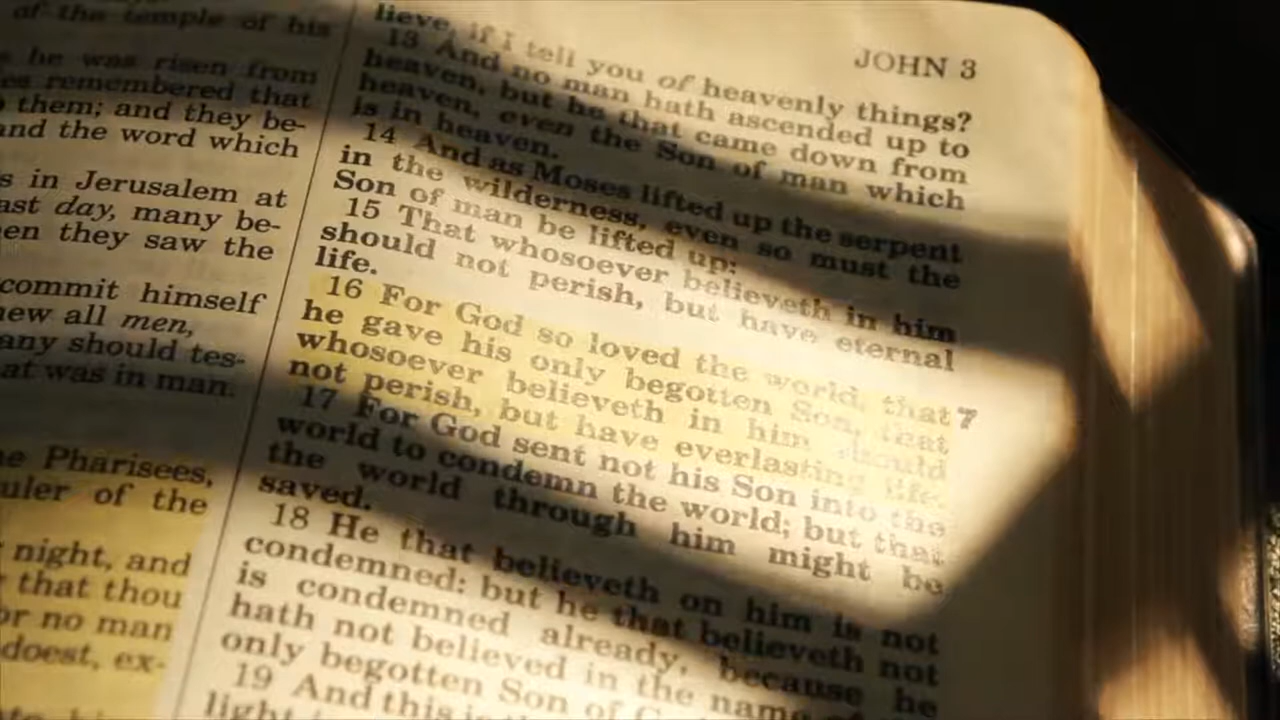 of the temple of his
he was risen from
es remembered that
them; and they be-
and the word which
s in Jerusalem at
ast day, many be-
en they saw the
commit himself
ew all men,
any should tes-
at was in man.
e Pharisees,
uler of the
night, and
that thou
or no man
doest, ex-
JOHN 3
lieve, if I tell you of heavenly things?
13 And no man hath ascended up to
heaven, but he that came down from
heaven, even the Son of man which
is in heaven.
14 And as Moses lifted up the serpent
in the wilderness, even so must the
Son of man be lifted up:
15 That whosoever believeth in him
should not perish, but have eternal
life.
16 For God so loved the world, that
he gave his only begotten Son, that
whosoever believeth in him should
not perish, but have everlasting life.
17 For God sent not his Son into the
world to condemn the world; but that
the world through him might be
saved.
18 He that believeth on him is not
condemned: but he that believeth not
is condemned already, because he
hath not believed in the name of the
only begotten Son of
19 And this is the
light
7